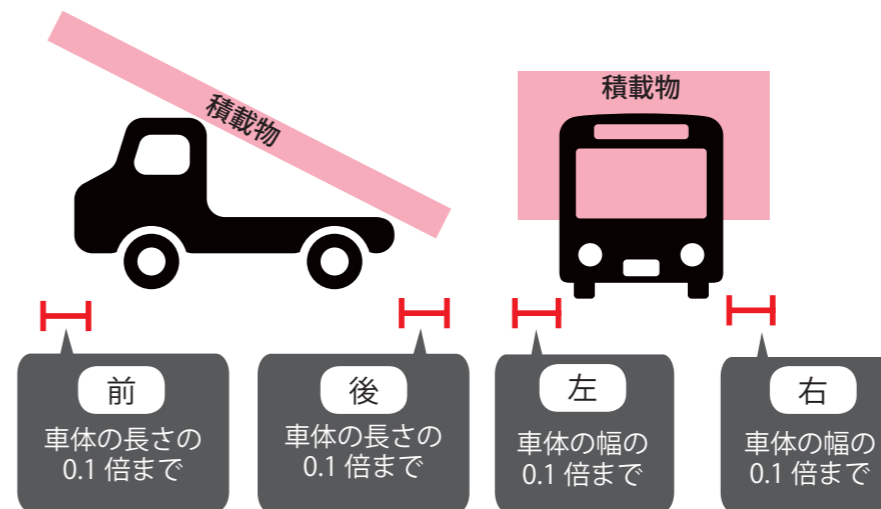 積載物
積載物
前
車体の長さの
0.1 倍まで
後
車体の長さの
0.1 倍まで
左
車体の幅の
0.1 倍まで
右
車体の幅の
0.1 倍まで